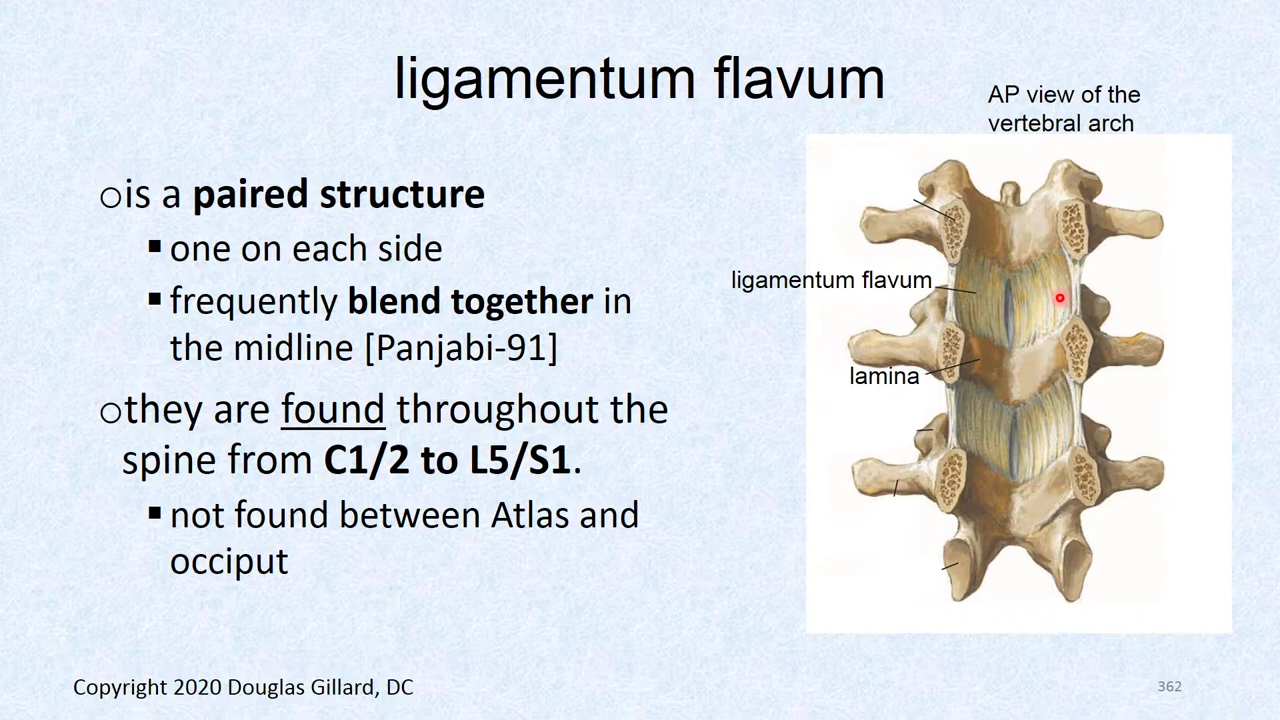 ligamentum flavum
AP view of the
vertebral arch
is a paired structure
one on each side
frequently blend together in
the midline [Panjabi-91]
they are found throughout the
spine from C1/2 to L5/S1.
not found between Atlas and
occiput
ligamentum flavum
lamina
Copyright 2020 Douglas Gillard, DC
362